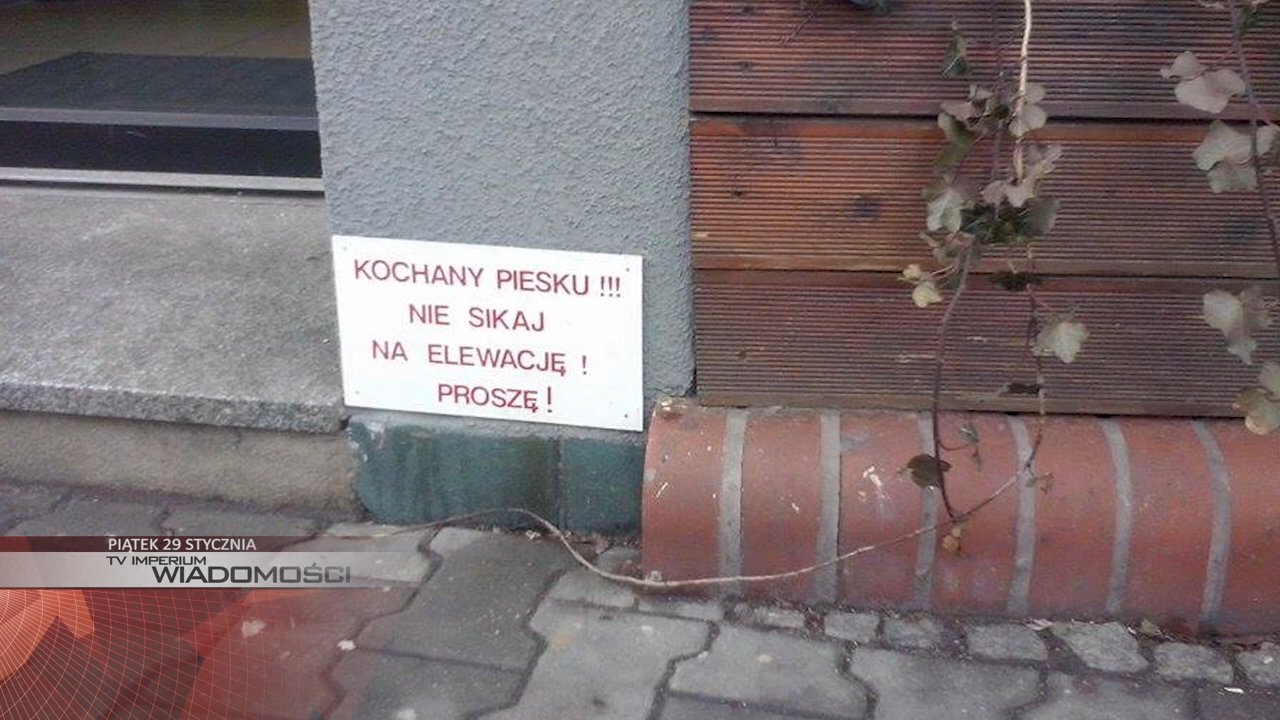 KOCHANY PIESKU !!!
NIE SIKAJ
NA ELEWACJĘ !
PROSZĘ !
PIĄTEK 29 STYCZNIA
TV IMPERIUM
WIADOMOŚCI